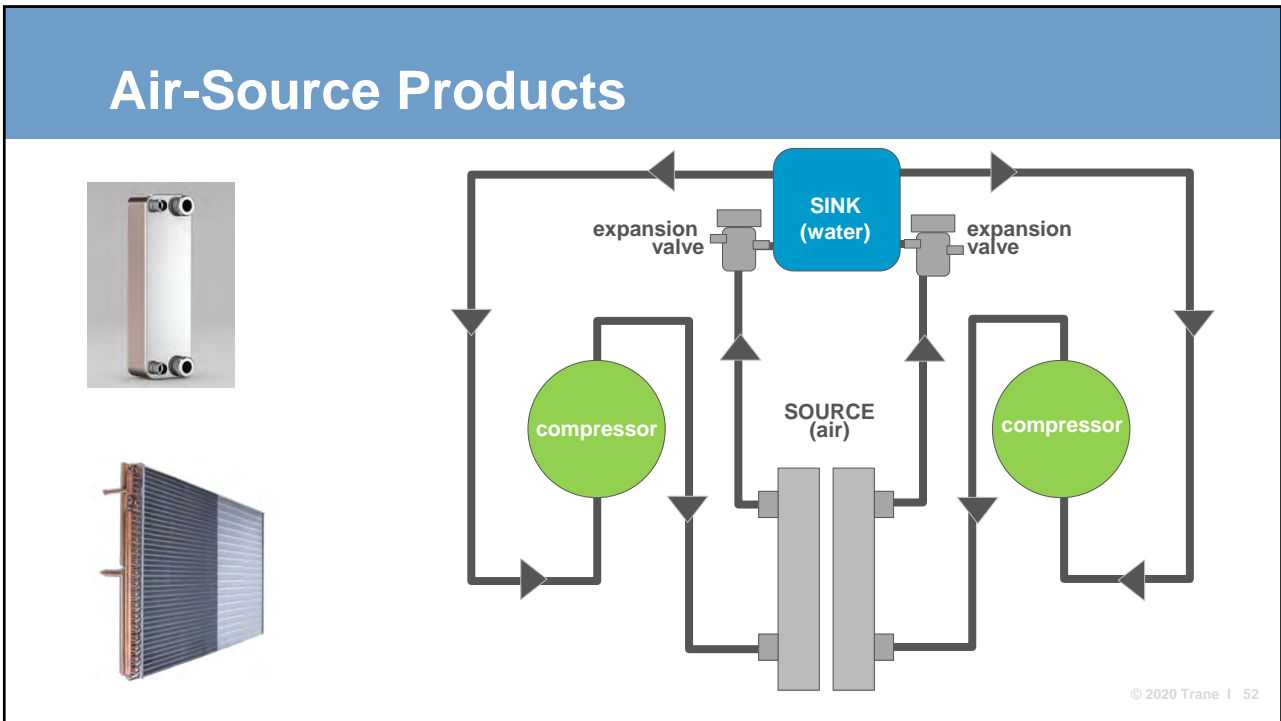 Air-Source Products
SINK
(water)
expansion
valve
expansion
valve
SOURCE
(air)
compressor
compressor
© 2020 Trane I 52